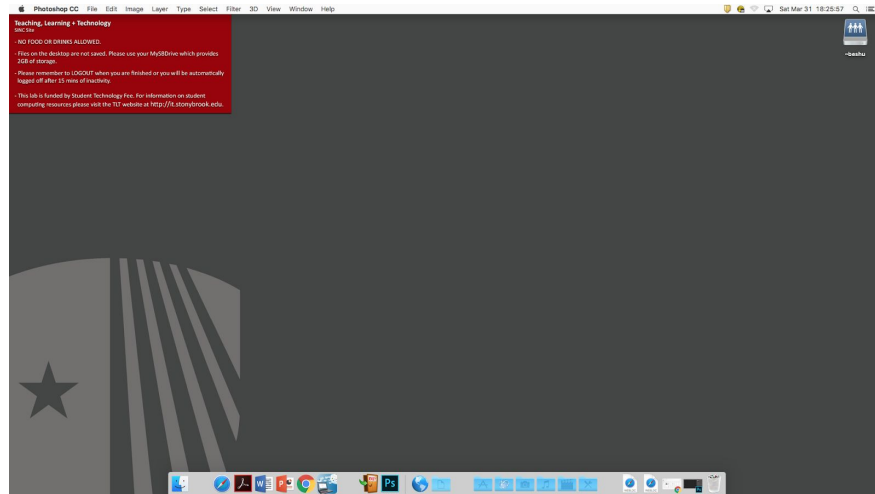 Photoshop CC File Edit Image Layer Type Select Filter 3D View Window Help Sat Mar 31 18:25:57
Teaching, Learning + Technology
SINC Site
- NO FOOD OR DRINKS ALLOWED.
- Files on the desktop are not saved. Please use your MySBDrive which provides
2GB of storage.
- Please remember to LOGOUT when you are finished or you will be automatically
logged off after 15 mins of inactivity.
- This lab is funded by Student Technology Fee. For information on student
computing resources please visit the TLT website at http://it.stonybrook.edu.
~bashu
Ps